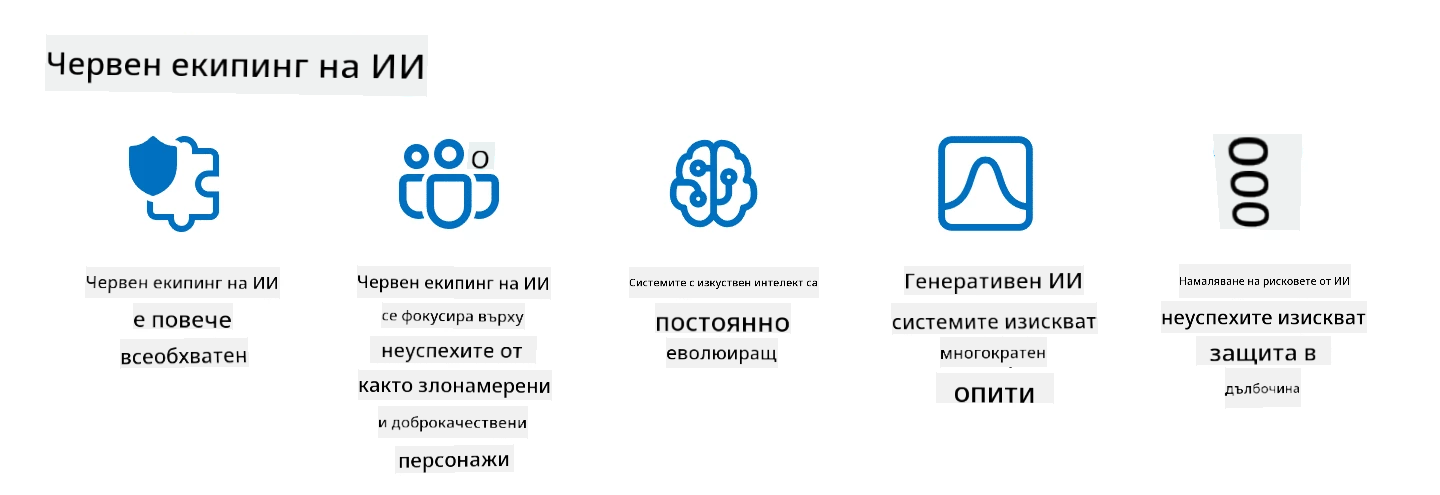 Червен екипинг на ИИ
о
000
Червен екипинг на ИИ
е повече
всеобхватен
Червен екипинг на ИИ
се фокусира върху
неуспехите от
както злонамерени
и доброкачествени
персонажи
Системите с изкуствен интелект са
постоянно
еволюиращ
Генеративен ИИ
системите изискват
многократен
опити
Намаляване на рисковете от ИИ
неуспехите изискват
защита в
дълбочина